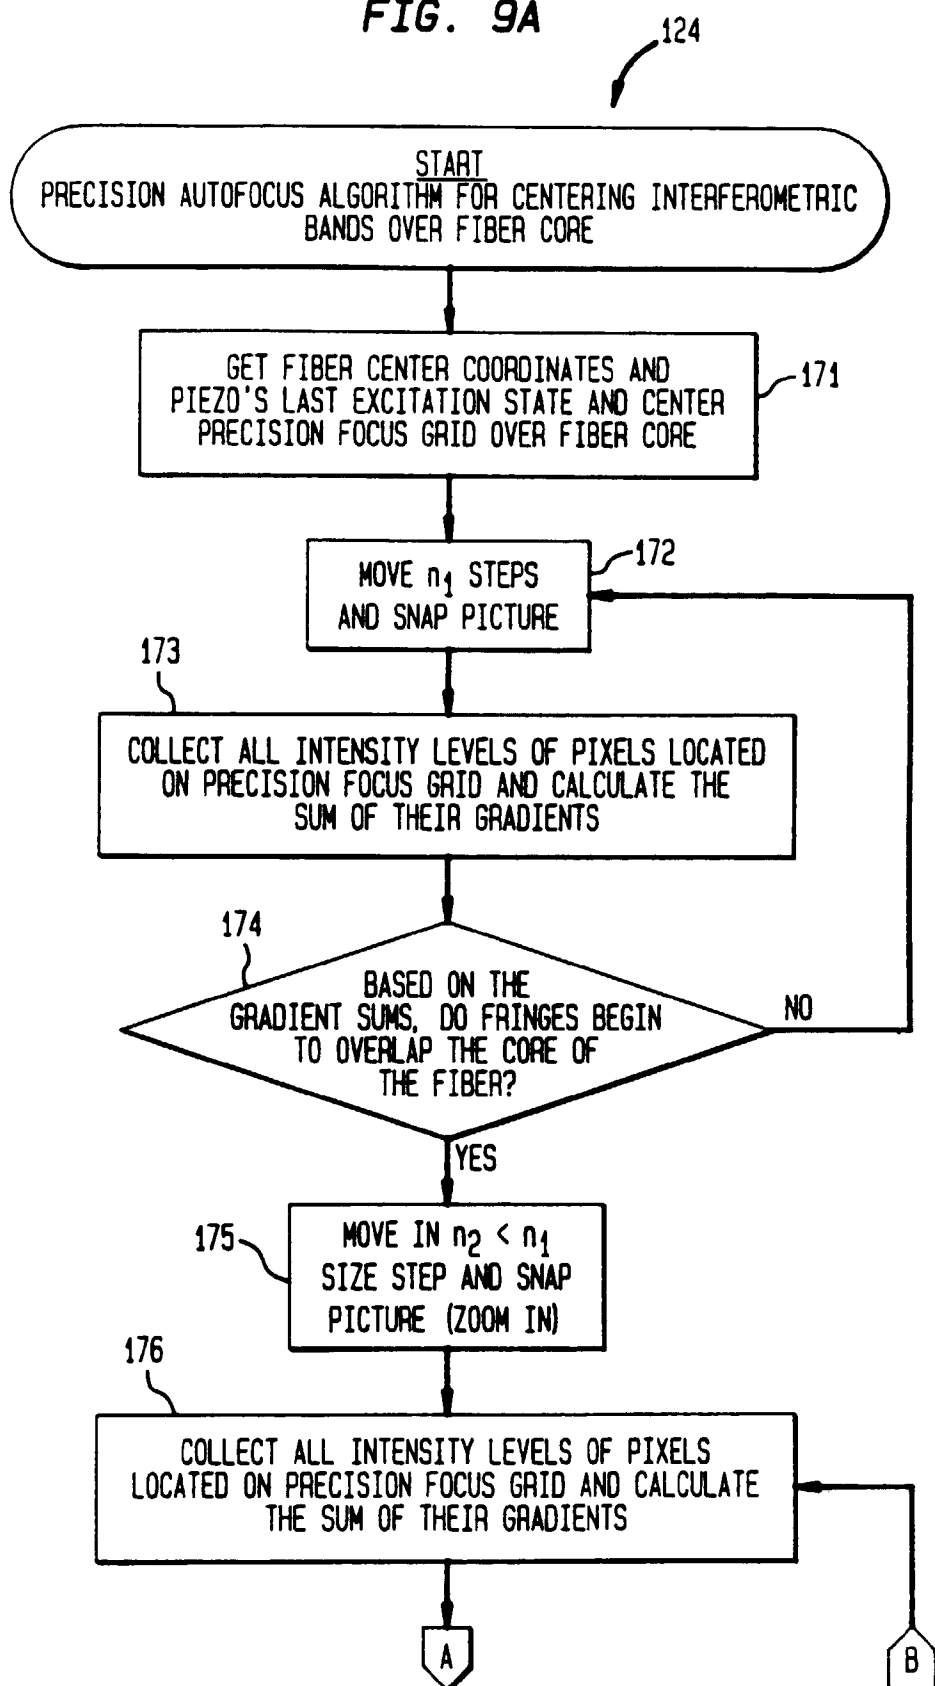 FIG. 9A
124
START
PRECISION AUTOFOCUS ALGORITHM FOR CENTERING INTERFEROMETRIC
BANDS OVER FIBER CORE
GET FIBER CENTER COORDINATES AND
PIEZO'S LAST EXCITATION STATE AND CENTER
PRECISION FOCUS GRID OVER FIBER CORE
171
MOVE n1 STEPS
AND SNAP PICTURE
172
173
COLLECT ALL INTENSITY LEVELS OF PIXELS LOCATED
ON PRECISION FOCUS GRID AND CALCULATE THE
SUM OF THEIR GRADIENTS
174
BASED ON THE
GRADIENT SUMS, DO FRINGES BEGIN
TO OVERLAP THE CORE OF
THE FIBER?
NO
YES
175
MOVE IN n2 < n1
SIZE STEP AND SNAP
PICTURE (ZOOM IN)
176
COLLECT ALL INTENSITY LEVELS OF PIXELS
LOCATED ON PRECISION FOCUS GRID AND CALCULATE
THE SUM OF THEIR GRADIENTS
A
B